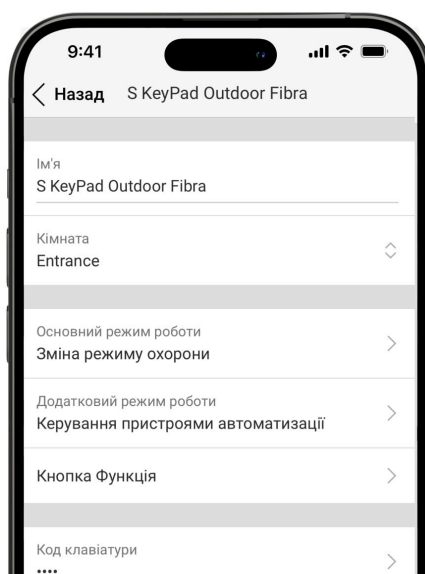 9:41
Назад S KeyPad Outdoor Fibra
Ім'я
S KeyPad Outdoor Fibra
Кімната
Entrance
Основний режим роботи
Зміна режиму охорони
Додатковий режим роботи
Керування пристроями автоматизації
Кнопка Функція
Код клавіатури
••••